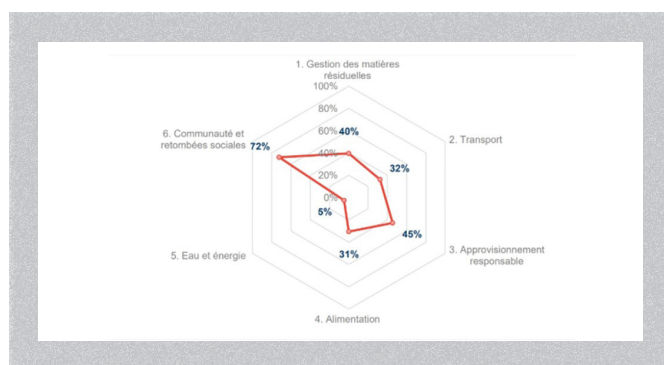 1. Gestion des matières
résiduelles
100%
80%
60%
40%
40%
20%
0%
2. Transport
32%
3. Approvisionnement
responsable
45%
4. Alimentation
31%
5. Eau et énergie
5%
6. Communauté et
retombées sociales
72%